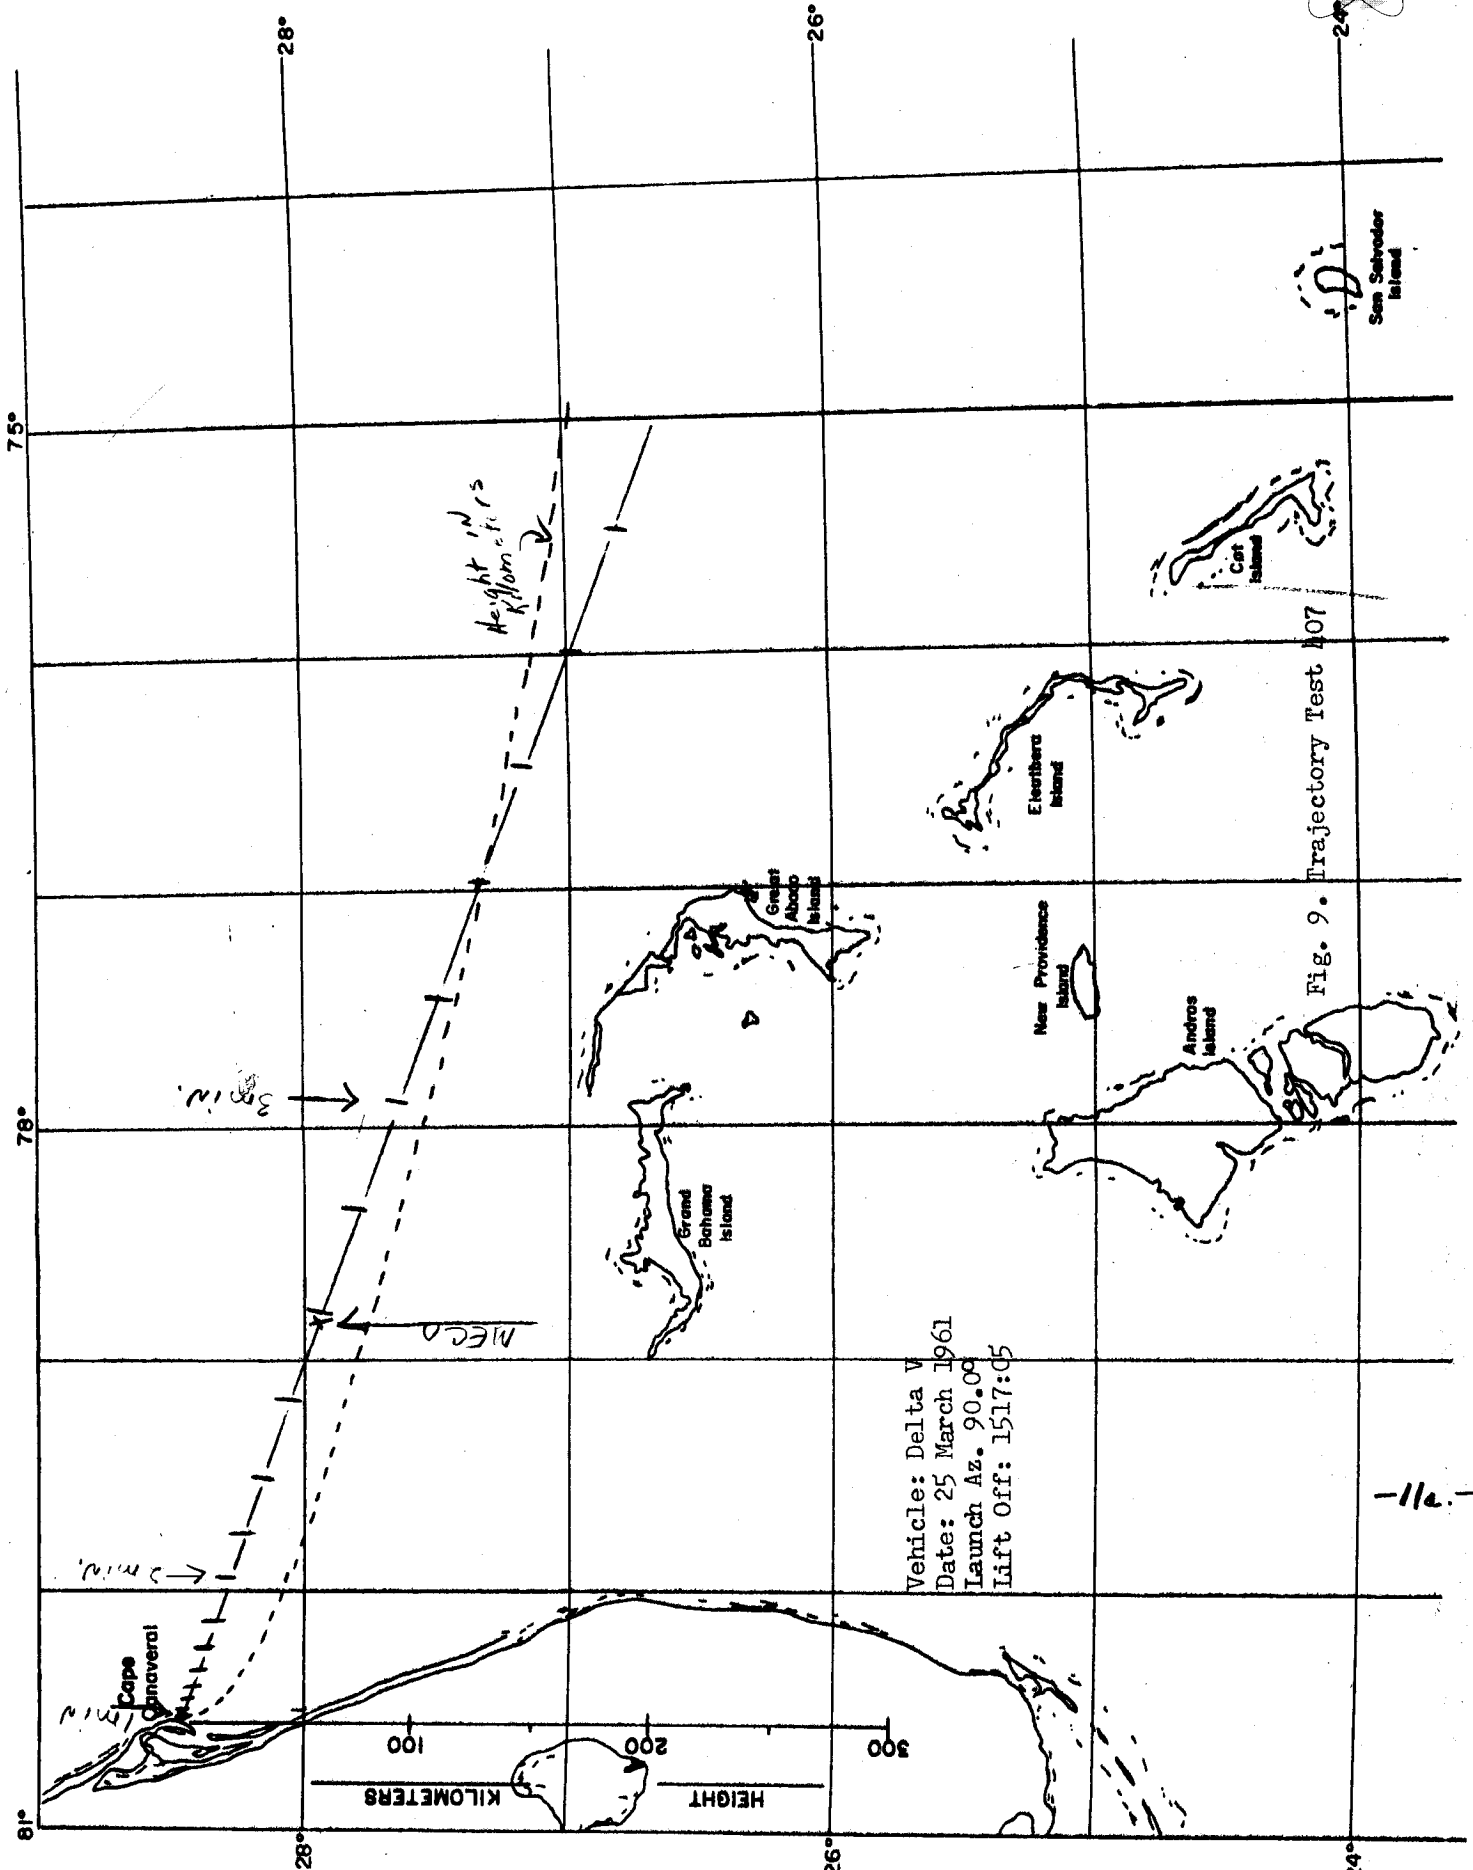 28°
26°
24°
75°
78°
81°
28°
26°
24°
Height in
Kilometers
3 min.
2 min.
1 min
MECO
Cape
Canaveral
100
200
300
KILOMETERS
HEIGHT
Grand
Bahama
Island
Great
Abaco
Island
Eleuthera
Island
Cat
Island
San Salvador
Island
New Providence
Island
Andros
Island
Vehicle: Delta V
Date: 25 March 1961
Launch Az. 90.0°
Lift Off: 1517:05
Fig. 9. Trajectory Test 407